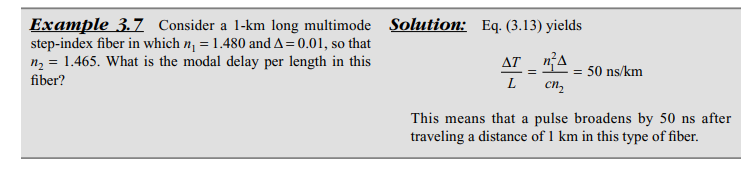 Example 3.7 Consider a 1-km long multimode
step-index fiber in which n₁ = 1.480 and Δ = 0.01, so that
n₂ = 1.465. What is the modal delay per length in this
fiber?
Solution: Eq. (3.13) yields
ΔT/L = n₁²Δ/cn₂ = 50 ns/km
This means that a pulse broadens by 50 ns after
traveling a distance of 1 km in this type of fiber.